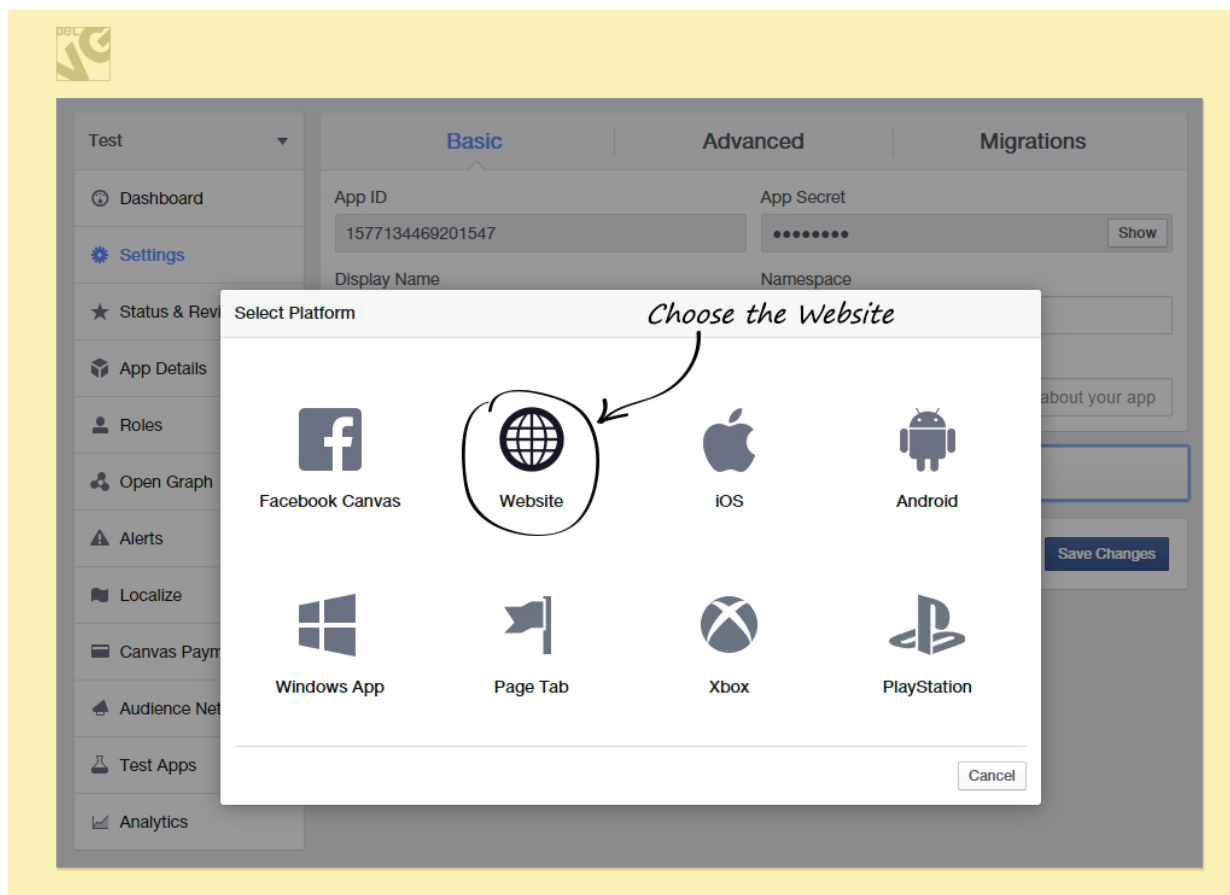 VG
Test
Basic
Advanced
Migrations
Dashboard
App ID
App Secret
1577134469201547
●●●●●●●●
Show
Settings
Display Name
Namespace
Status & Revi
Select Platform
Choose the Website
App Details
about your app
Roles
Open Graph
Facebook Canvas
Website
iOS
Android
Alerts
Save Changes
Localize
Canvas Paym
Windows App
Page Tab
Xbox
PlayStation
Audience Net
Test Apps
Cancel
Analytics